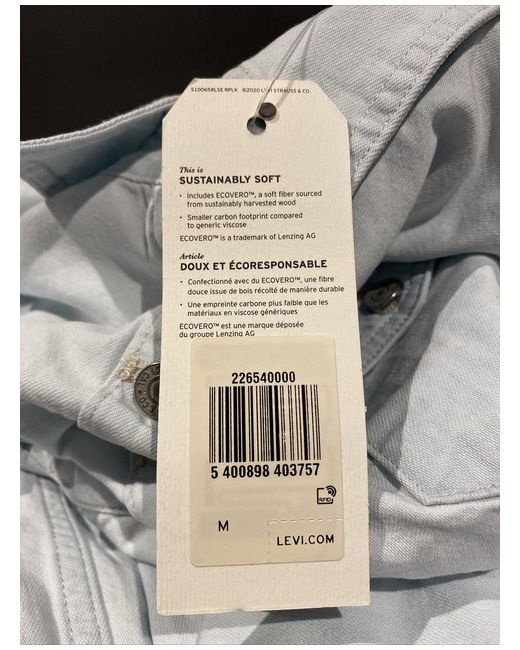 S100658LSE RPLK ©2020 LEVI STRAUSS & CO.
This is
SUSTAINABLY SOFT
• Includes ECOVERO™, a soft fiber sourced
from sustainably harvested wood
• Smaller carbon footprint compared
to generic viscose
ECOVERO™ is a trademark of Lenzing AG
Article
DOUX ET ÉCORESPONSABLE
• Confectionné avec du ECOVERO™, une fibre
douce issue de bois récolté de manière durable
• Une empreinte carbone plus faible que les
matériaux en viscose génériques
ECOVERO™ est une marque déposée
du groupe Lenzing AG
226540000
5 400898 403757
RFID
M
LEVI.COM